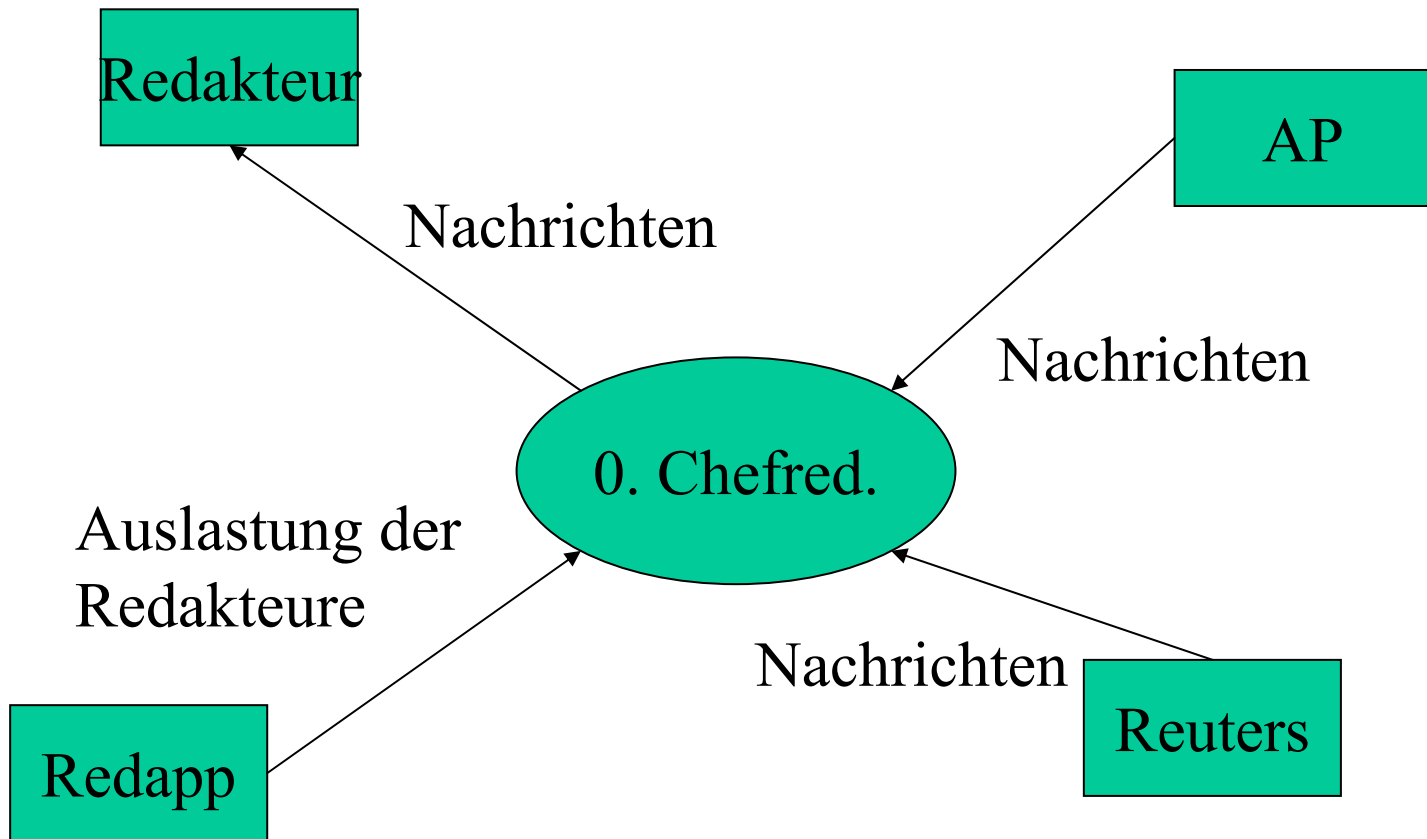 Redakteur
AP
Nachrichten
Nachrichten
0. Chefred.
Auslastung der
Redakteure
Nachrichten
Reuters
Redapp